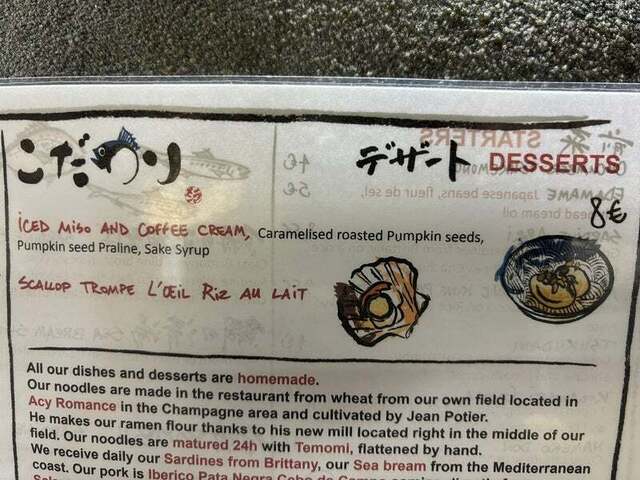 こだわり
デザート DESSERTS
8€
ICED MISO AND COFFEE CREAM, Caramelised roasted Pumpkin seeds,
Pumpkin seed Praline, Sake Syrup
SCALLOP TROMPE L'ŒIL RIZ AU LAIT
All our dishes and desserts are homemade.
Our noodles are made in the restaurant from wheat from our own field located in
Acy Romance in the Champagne area and cultivated by Jean Potier.
He makes our ramen flour thanks to his new mill located right in the middle of our
field. Our noodles are matured 24h with Temomi, flattened by hand.
We receive daily our Sardines from Brittany, our Sea bream from the Mediterranean
coast. Our pork is Iberico Pata Negra Cebo de Campo